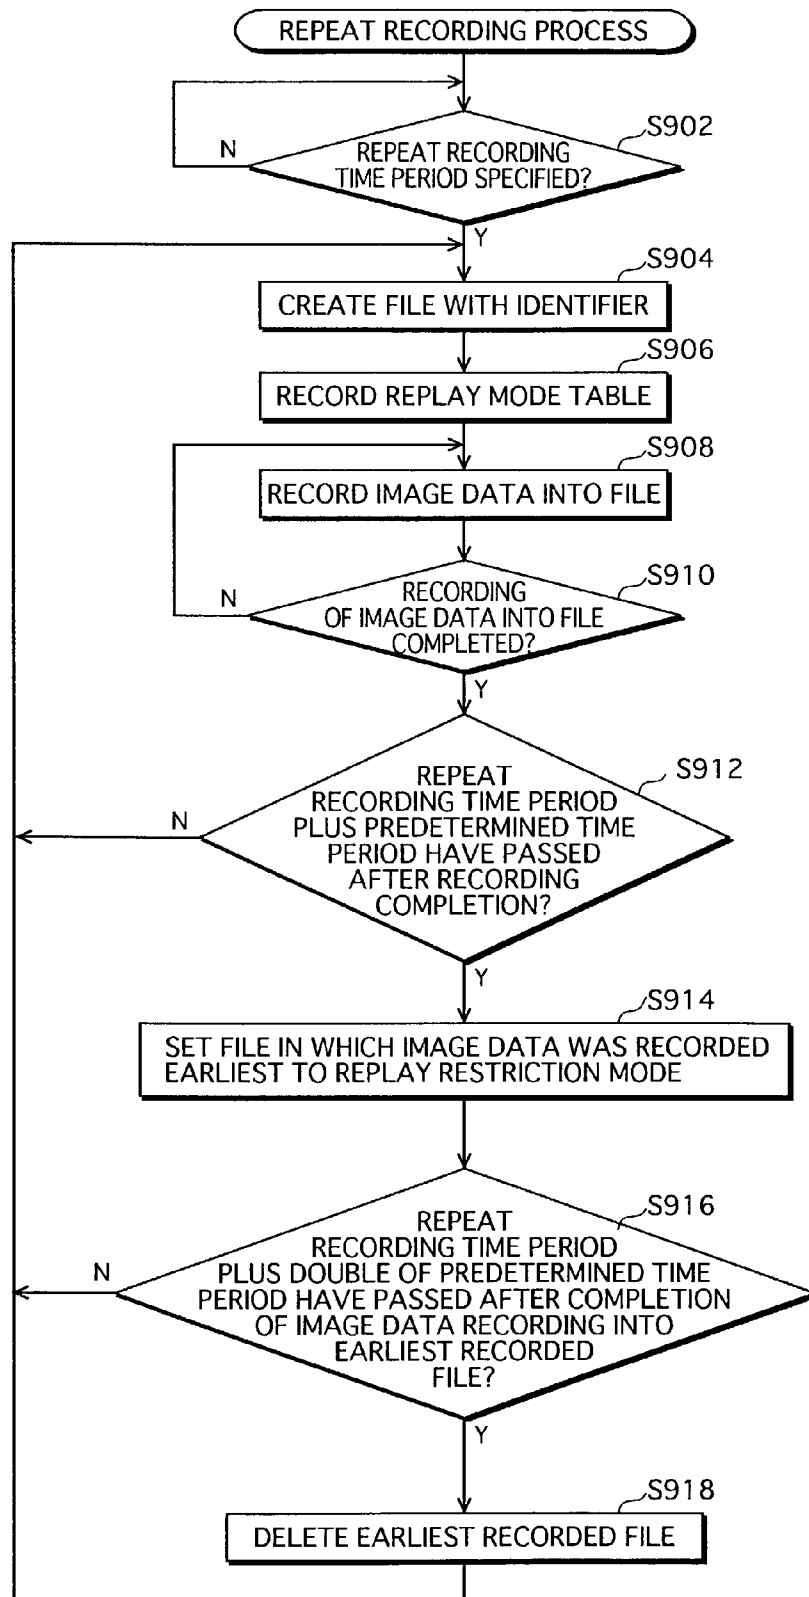 REPEAT RECORDING PROCESS
S902
N
REPEAT RECORDING
TIME PERIOD SPECIFIED?
Y
S904
CREATE FILE WITH IDENTIFIER
S906
RECORD REPLAY MODE TABLE
S908
RECORD IMAGE DATA INTO FILE
S910
N
RECORDING
OF IMAGE DATA INTO FILE
COMPLETED?
Y
S912
N
REPEAT
RECORDING TIME PERIOD
PLUS PREDETERMINED TIME
PERIOD HAVE PASSED
AFTER RECORDING
COMPLETION?
Y
S914
SET FILE IN WHICH IMAGE DATA WAS RECORDED
EARLIEST TO REPLAY RESTRICTION MODE
S916
N
REPEAT
RECORDING TIME PERIOD
PLUS DOUBLE OF PREDETERMINED TIME
PERIOD HAVE PASSED AFTER COMPLETION
OF IMAGE DATA RECORDING INTO
EARLIEST RECORDED
FILE?
Y
S918
DELETE EARLIEST RECORDED FILE